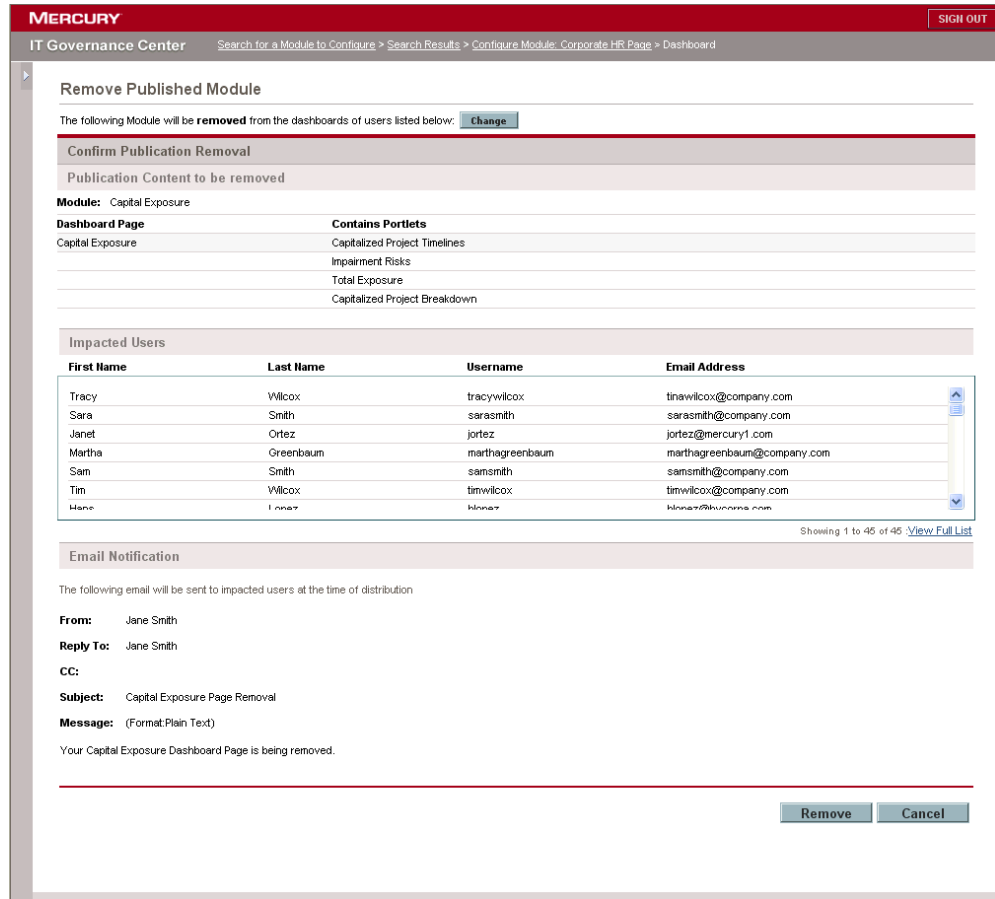 MERCURY
SIGN OUT
IT Governance Center
Search for a Module to Configure > Search Results > Configure Module: Corporate HR Page > Dashboard
Remove Published Module
The following Module will be removed from the dashboards of users listed below: Change
Confirm Publication Removal
Publication Content to be removed
Module: Capital Exposure
Dashboard Page Contains Portlets
Capital Exposure Capitalized Project Timelines
Impairment Risks
Total Exposure
Capitalized Project Breakdown
Impacted Users
First Name Last Name Username Email Address
Tracy Wilcox tracywilcox tinawilcox@company.com
Sara Smith sarasmith sarasmith@company.com
Janet Ortez jortez jortez@mercury1.com
Martha Greenbaum marthagreenbaum marthagreenbaum@company.com
Sam Smith samsmith samsmith@company.com
Tim Wilcox timwilcox timwilcox@company.com
Hans Lopez hlopez
Showing 1 to 45 of 45 :View Full List
Email Notification
The following email will be sent to impacted users at the time of distribution
From: Jane Smith
Reply To: Jane Smith
CC:
Subject: Capital Exposure Page Removal
Message: (Format:Plain Text)
Your Capital Exposure Dashboard Page is being removed.
Remove Cancel